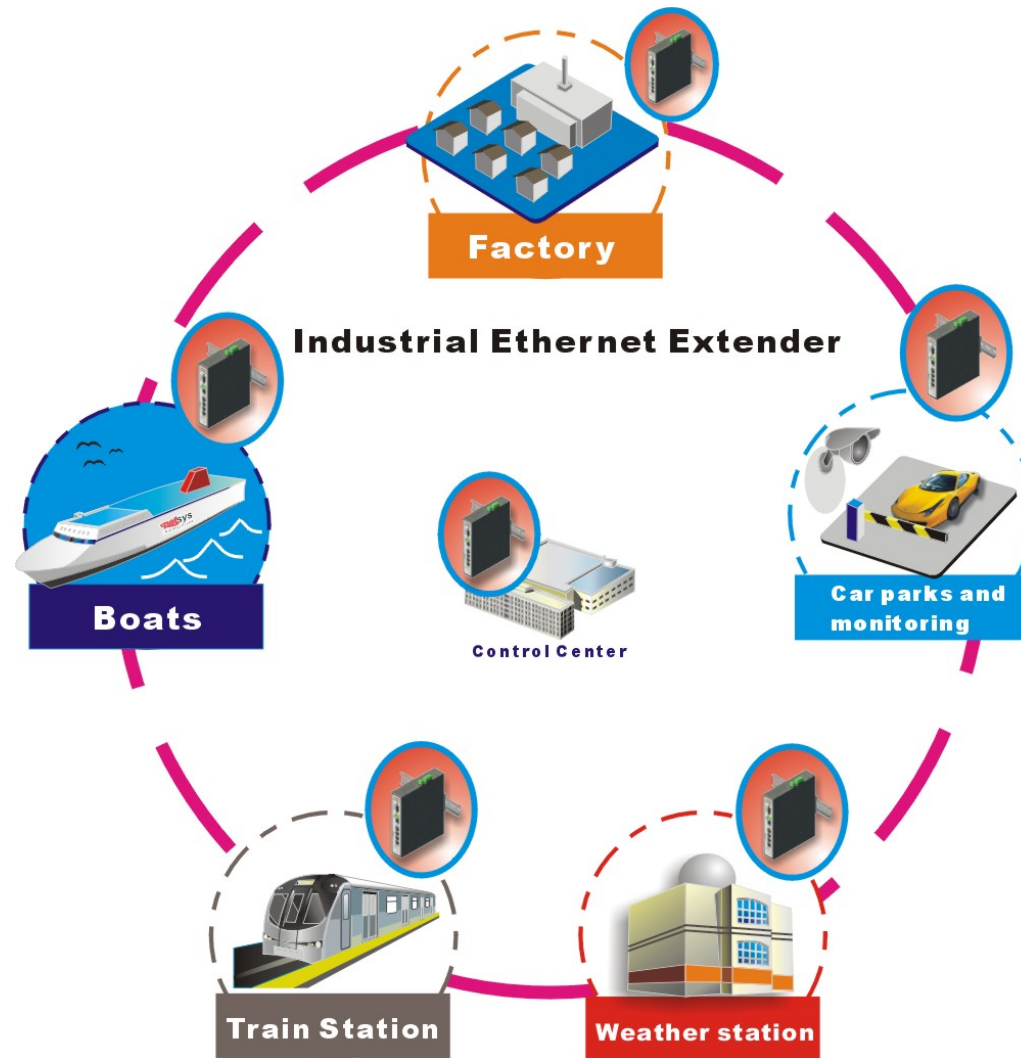 Factory
Industrial Ethernet Extender
Boats
Car parks and
monitoring
Control Center
Train Station
Weather station